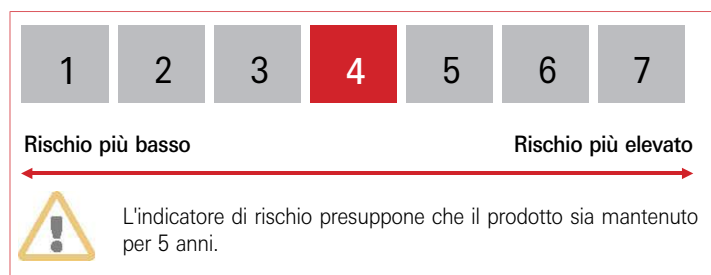 1 2 3 4 5 6 7
Rischio più basso Rischio più elevato
L'indicatore di rischio presuppone che il prodotto sia mantenuto
per 5 anni.